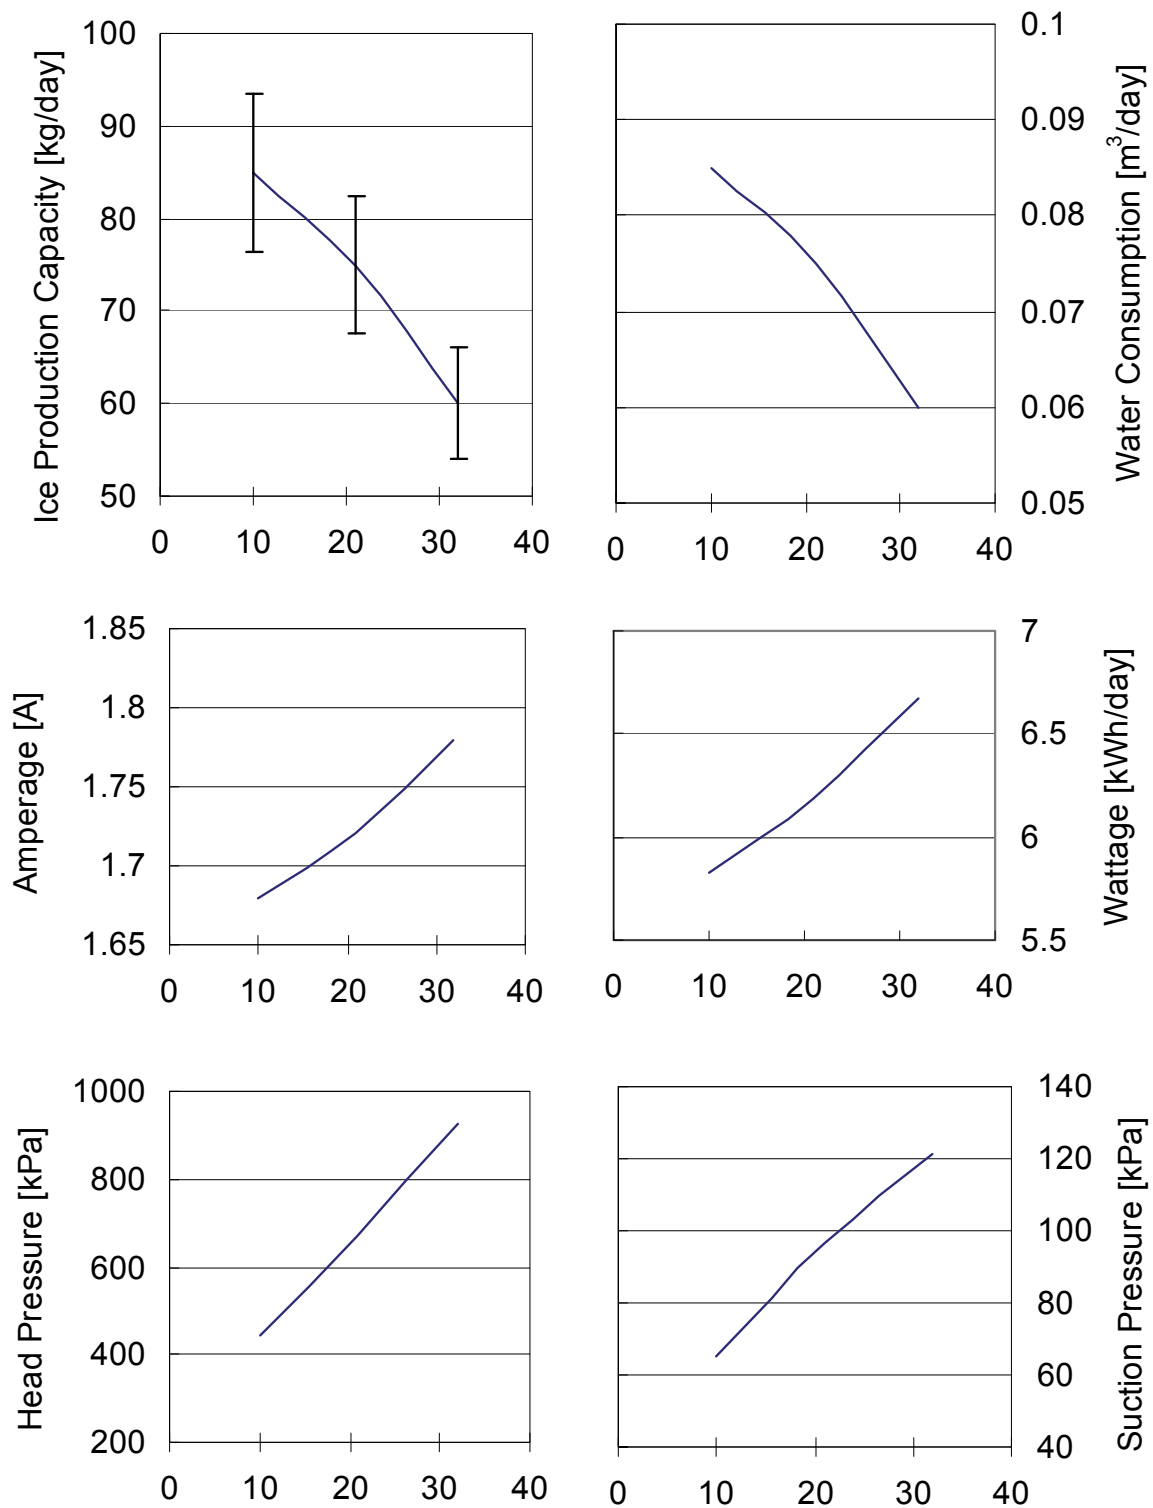 Ice Production Capacity [kg/day]
100
90
80
70
60
50
0 10 20 30 40
Water Consumption [m³/day]
0.1
0.09
0.08
0.07
0.06
0.05
0 10 20 30 40
Amperage [A]
1.85
1.8
1.75
1.7
1.65
0 10 20 30 40
Wattage [kWh/day]
7
6.5
6
5.5
0 10 20 30 40
Head Pressure [kPa]
1000
800
600
400
200
0 10 20 30 40
Suction Pressure [kPa]
140
120
100
80
60
40
0 10 20 30 40